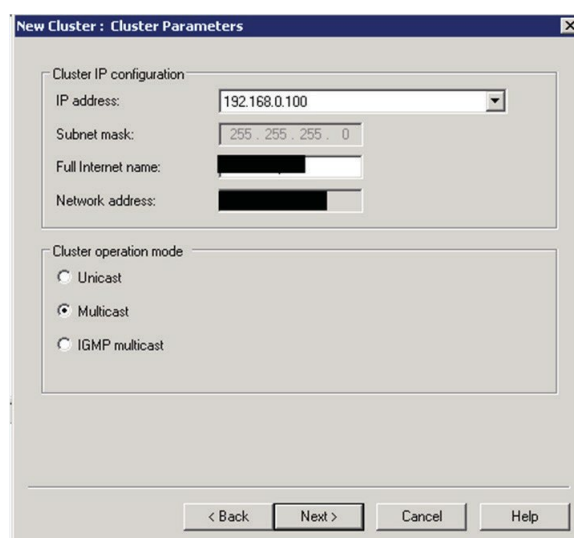 New Cluster : Cluster Parameters
Cluster IP configuration
IP address: 192.168.0.100
Subnet mask: 255 . 255 . 255 . 0
Full Internet name:
Network address:
Cluster operation mode
Unicast
Multicast
IGMP multicast
< Back Next > Cancel Help